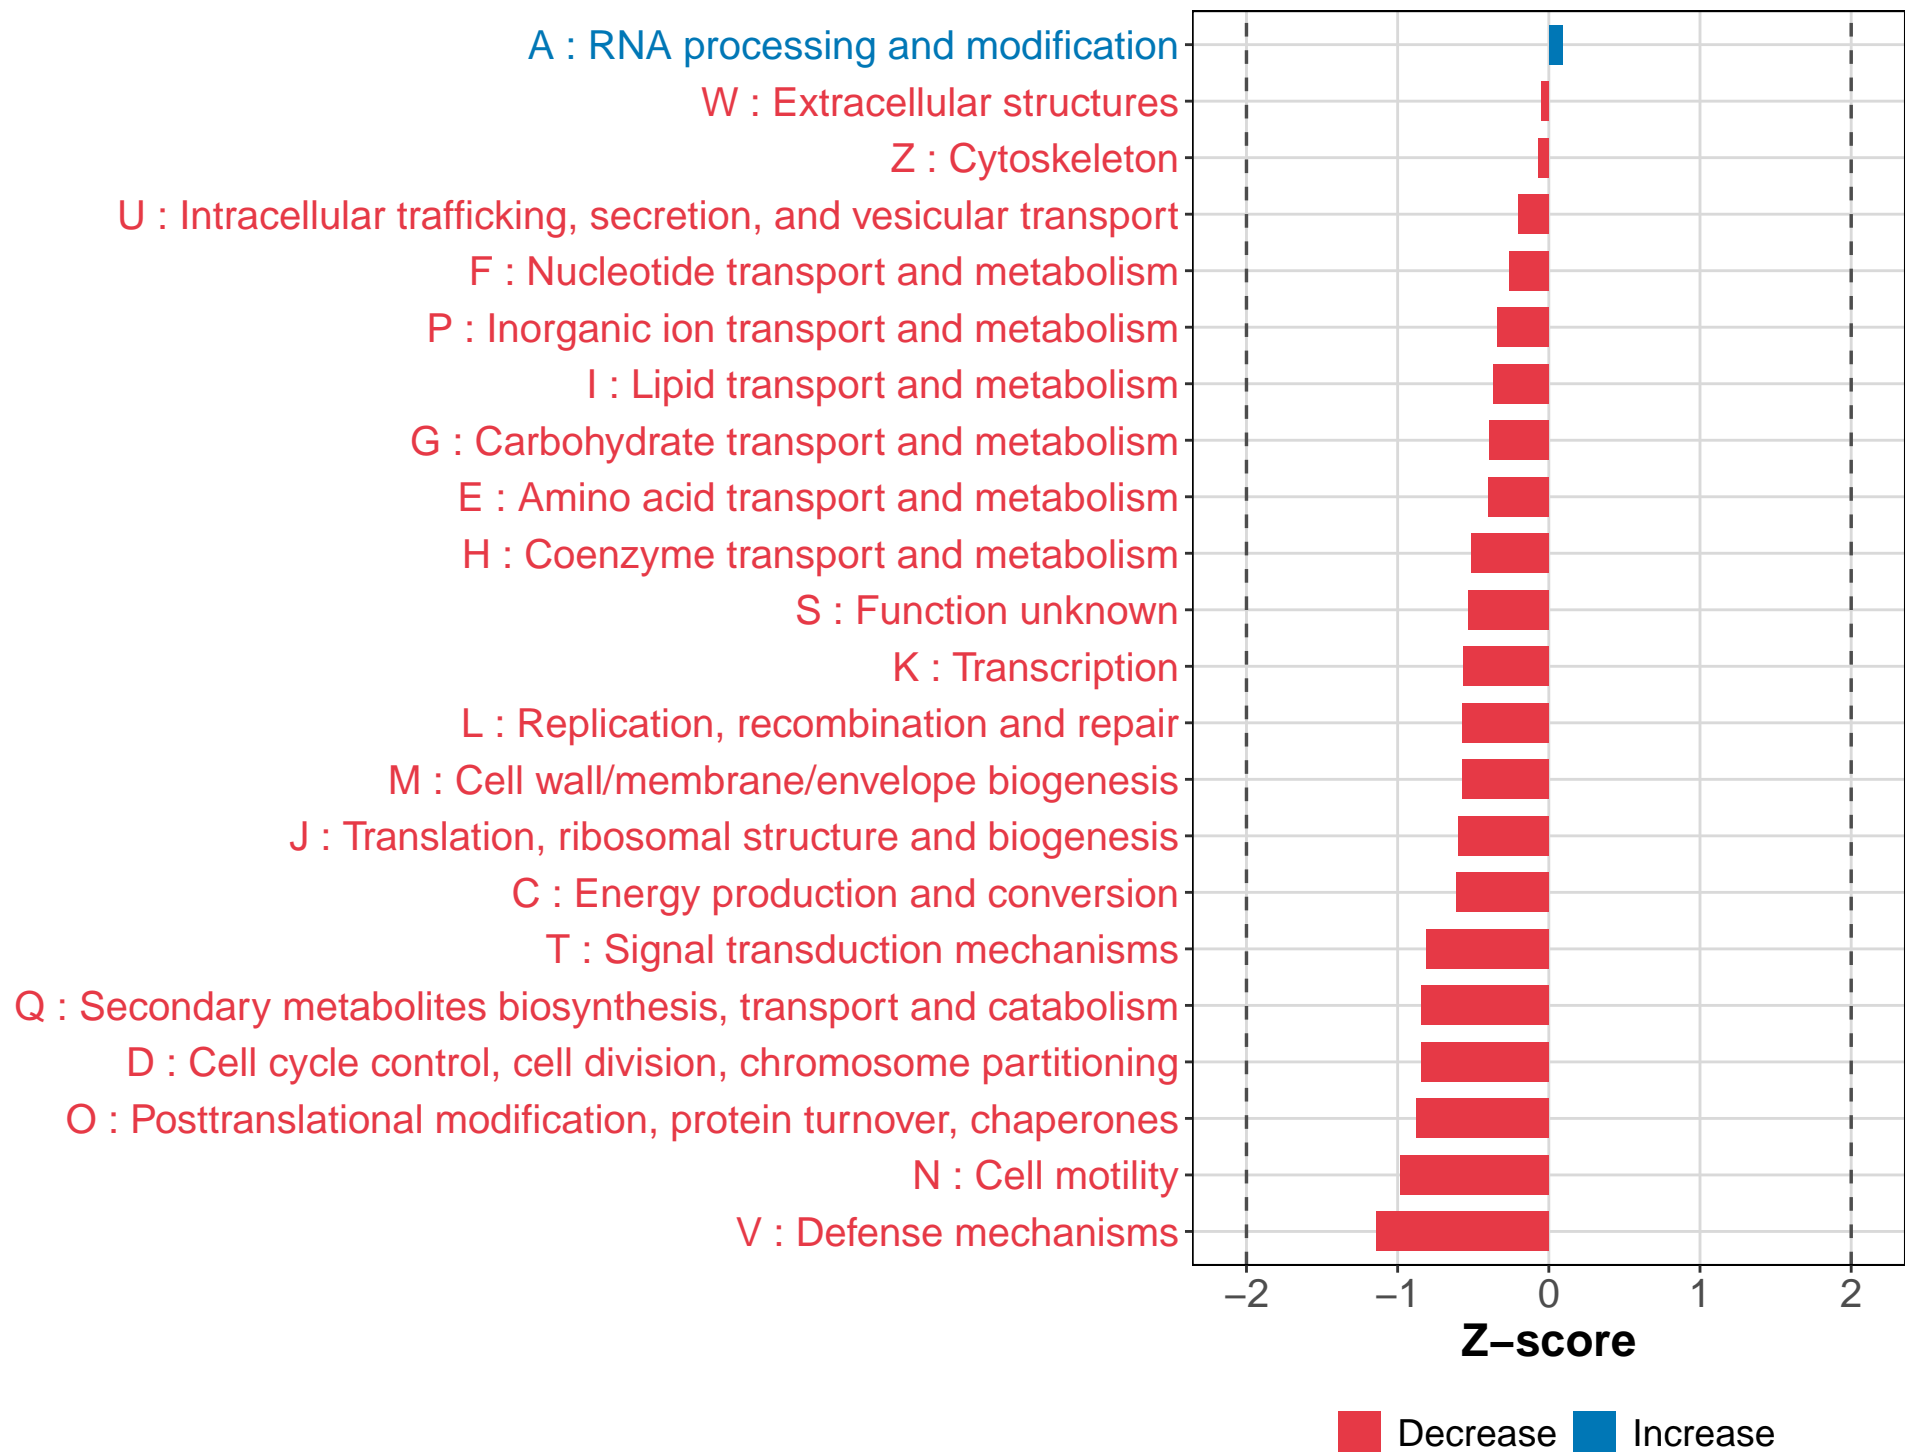 A : RNA processing and modification
W : Extracellular structures
Z : Cytoskeleton
U : Intracellular trafficking, secretion, and vesicular transport
F : Nucleotide transport and metabolism
P : Inorganic ion transport and metabolism
I : Lipid transport and metabolism
G : Carbohydrate transport and metabolism
E : Amino acid transport and metabolism
H : Coenzyme transport and metabolism
S : Function unknown
K : Transcription
L : Replication, recombination and repair
M : Cell wall/membrane/envelope biogenesis
J : Translation, ribosomal structure and biogenesis
C : Energy production and conversion
T : Signal transduction mechanisms
Q : Secondary metabolites biosynthesis, transport and catabolism
D : Cell cycle control, cell division, chromosome partitioning
O : Posttranslational modification, protein turnover, chaperones
N : Cell motility
V : Defense mechanisms
−2 −1 0 1 2
Z−score
Decrease Increase